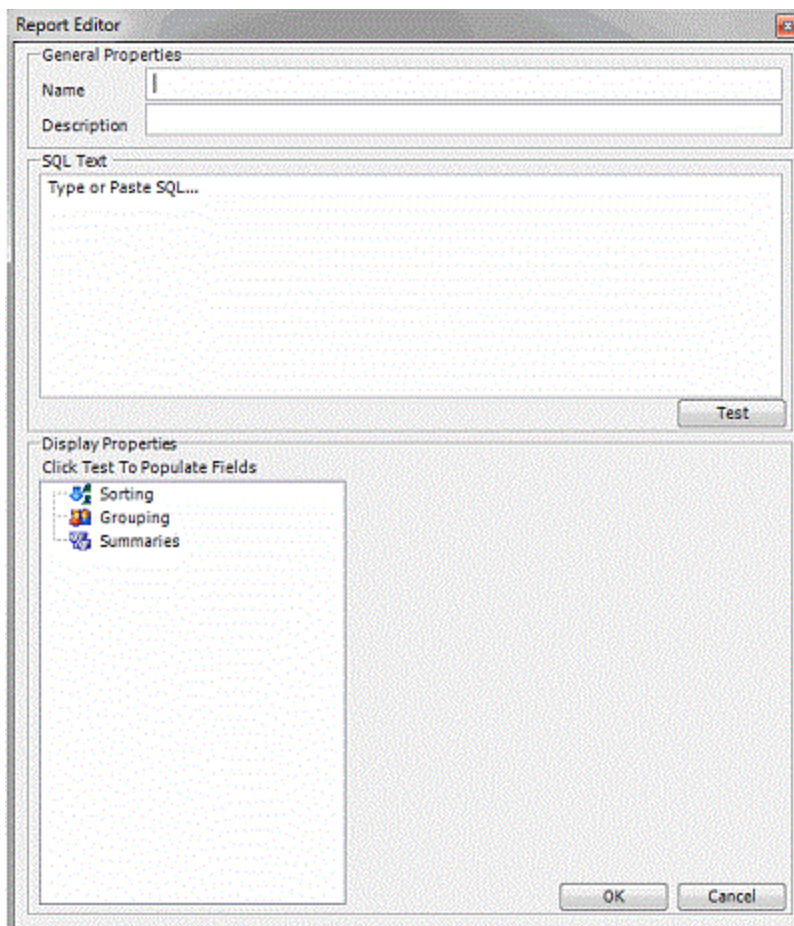 Report Editor
General Properties
Name
Description
SQL Text
Type or Paste SQL...
Test
Display Properties
Click Test To Populate Fields
Sorting
Grouping
Summaries
OK Cancel